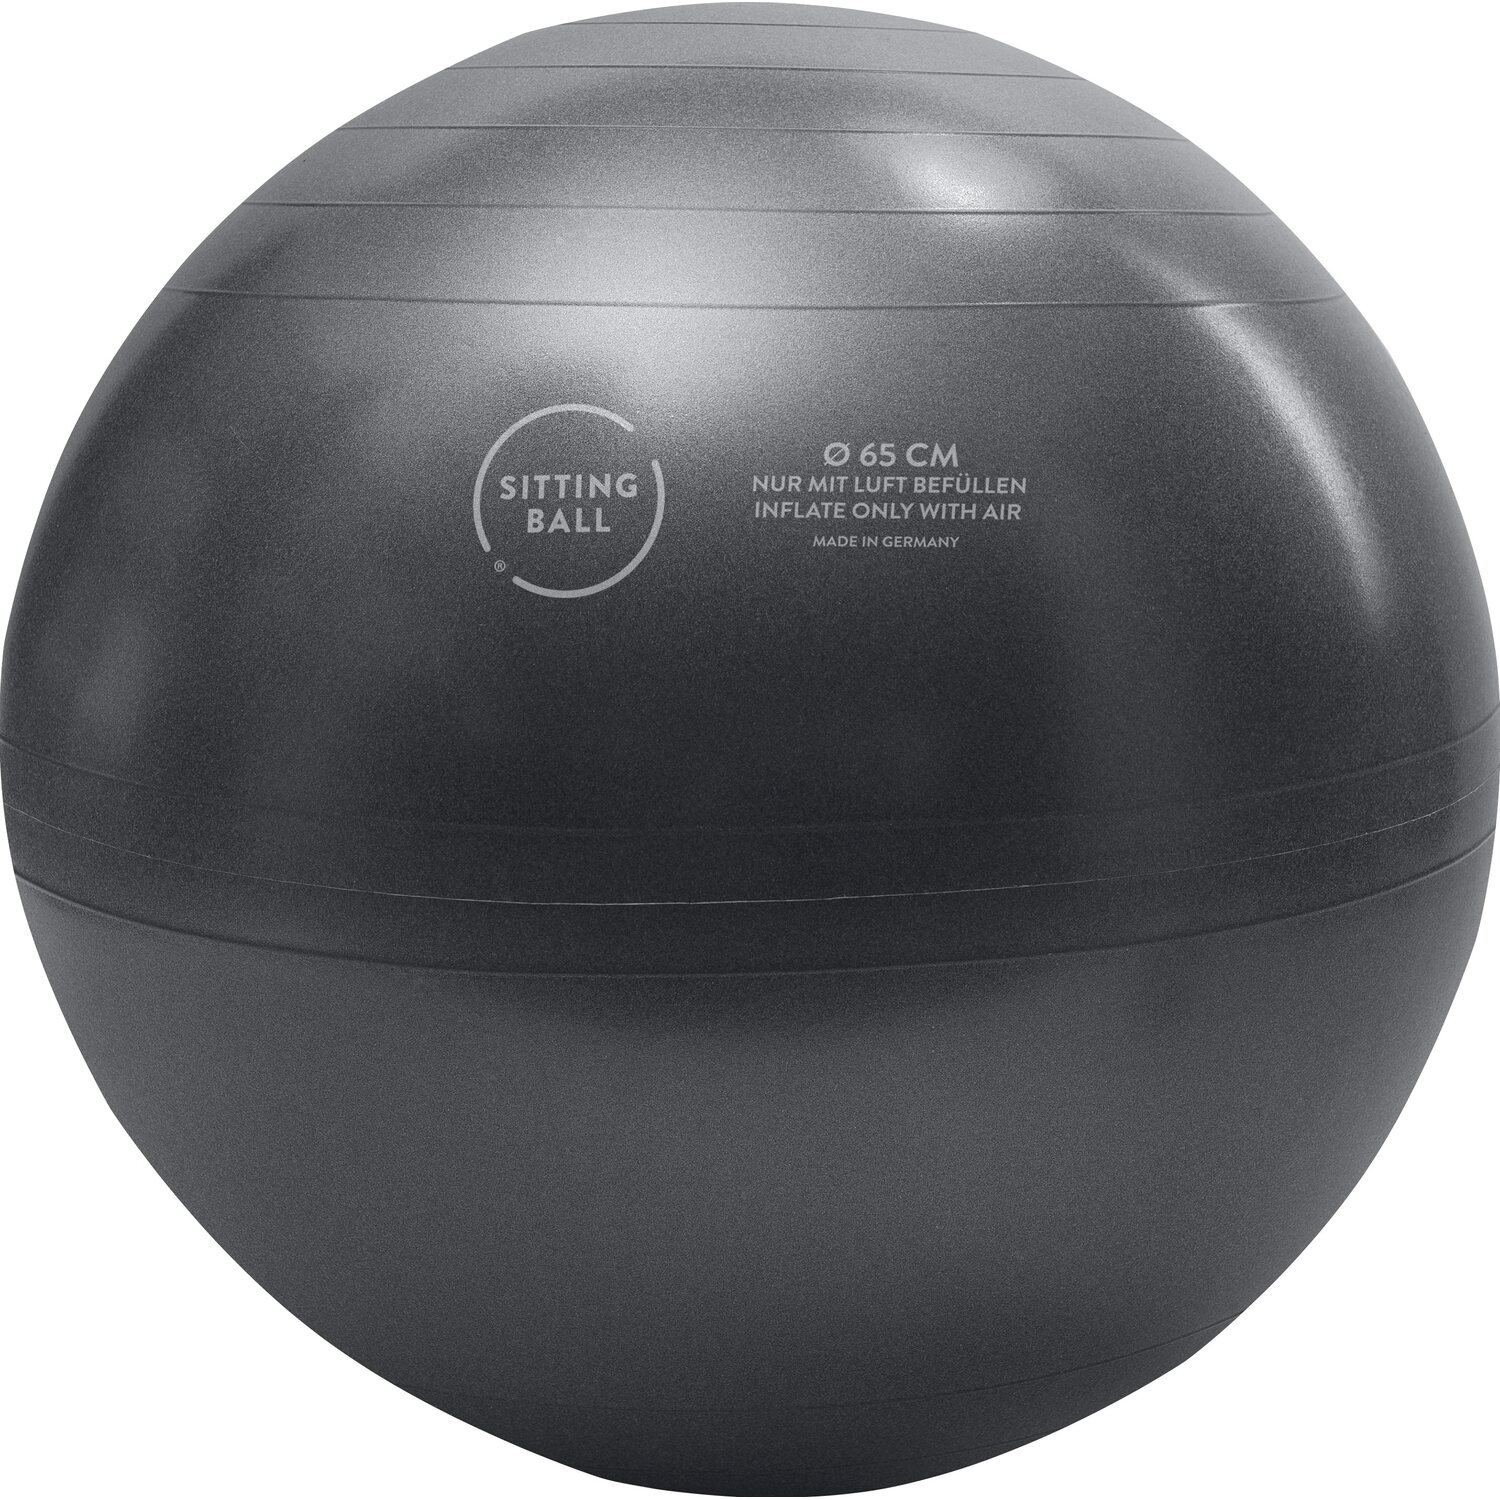 SITTING
BALL
®
Ø 65 CM
NUR MIT LUFT BEFÜLLEN
INFLATE ONLY WITH AIR
MADE IN GERMANY